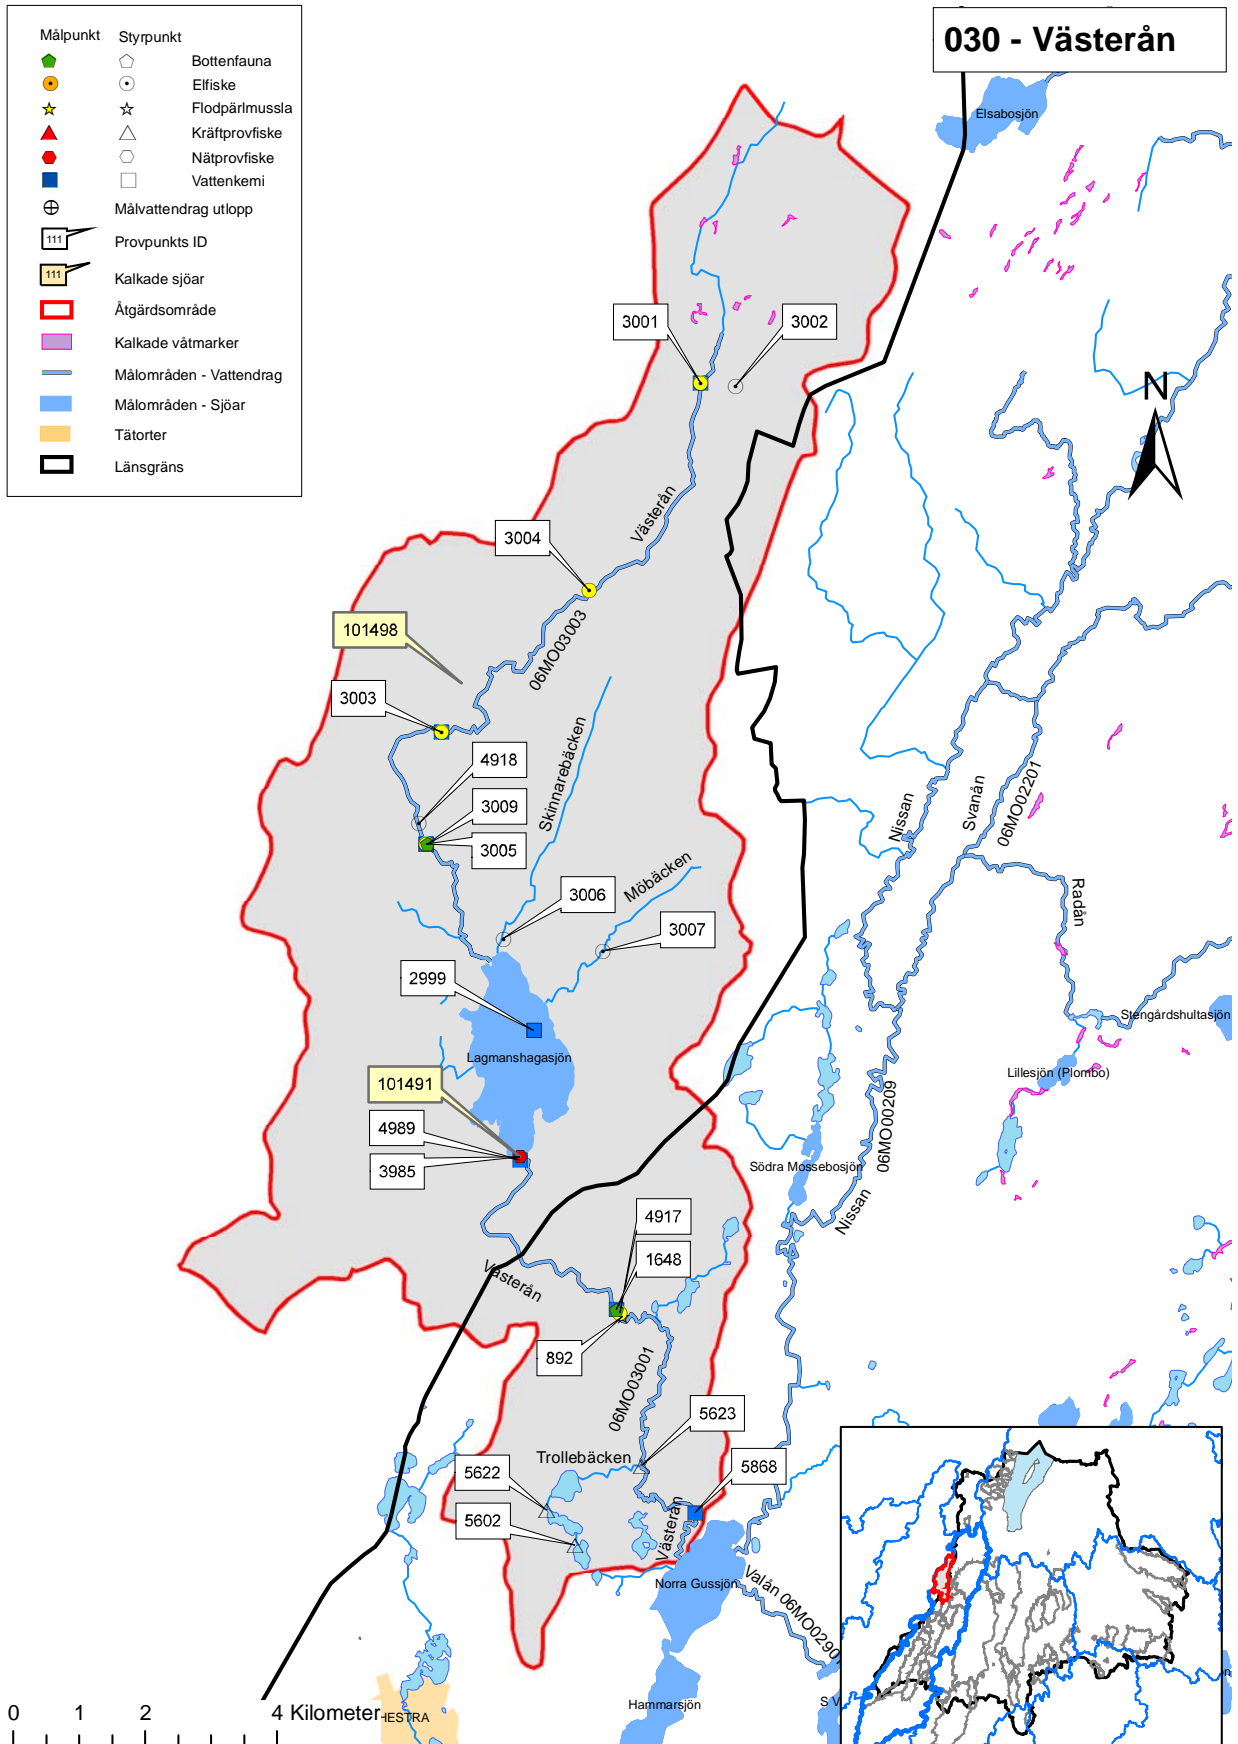 030 - Västerån
Målpunkt Styrpunkt
Bottenfauna
Elfiske
Flodpärlmussla
Kräftprovfiske
Nätprovfiske
Vattenkemi
Målvattendrag utlopp
111 Provpunkts ID
111 Kalkade sjöar
Åtgärdsområde
Kalkade våtmarker
Målområden - Vattendrag
Målområden - Sjöar
Tätorter
Länsgräns
Elsabosjön
3001
3002
N
Västerån
3004
101498
06MO03003
3003
Skinnarebäcken
4918
3009
3005
Nissan
Svanån
06MO02201
Möbäcken
3006
3007
Radån
2999
Stengårdshultasjön
Lagmanshagasjön
Lillesjön (Plombo)
101491
06MO00209
4989
3985
Södra Mossebosjön
Nissan
4917
1648
Västerån
892
06MO03001
5623
Trollebäcken
5868
5622
5602
Västerån
Norra Gussjön
Valån 06MO0290
Hammarsjön
S V
0 1 2 4 Kilometer
HESTRA